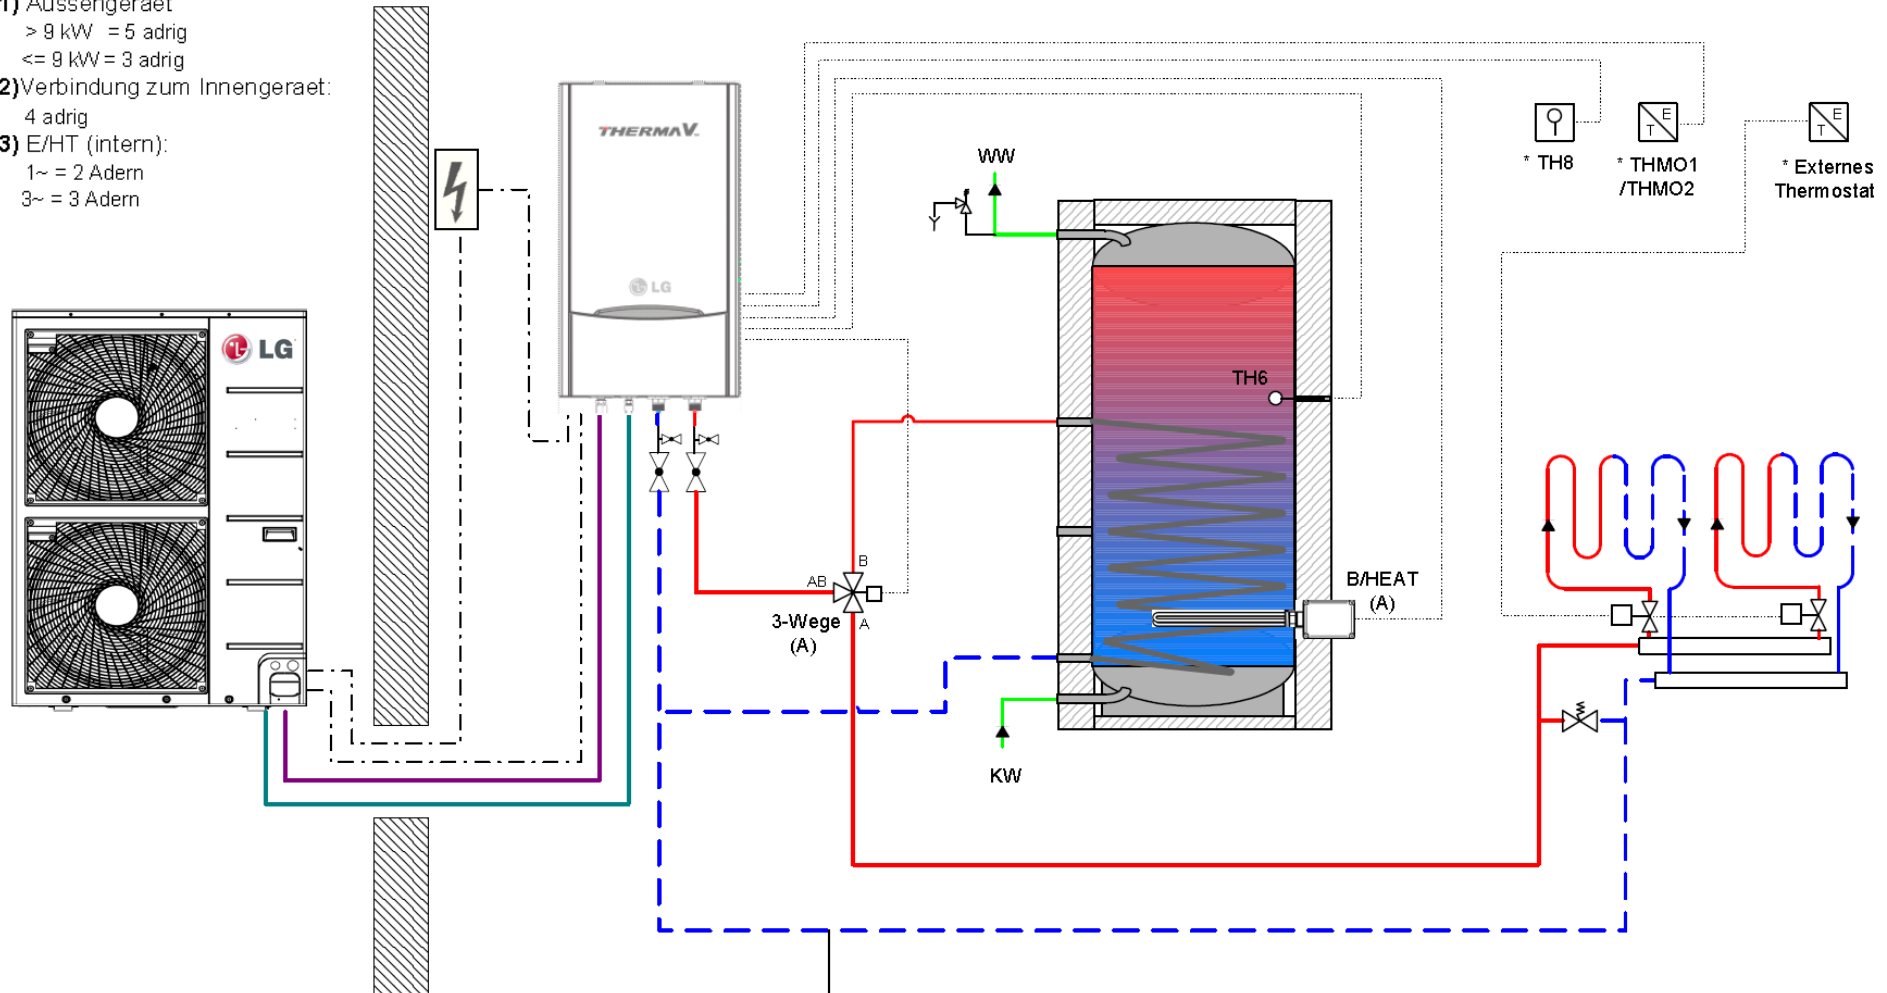 1) Aussengeraet
> 9 kW = 5 adrig
<= 9 kW = 3 adrig
2)Verbindung zum Innengeraet:
4 adrig
3) E/HT (intern):
1~ = 2 Adern
3~ = 3 Adern
THERMAV.
LG
LG
WW
TH6
* TH8
E
T
* THMO1
/THMO2
E
T
* Externes
Thermostat
B
AB
A
3-Wege
(A)
B/HEAT
(A)
KW